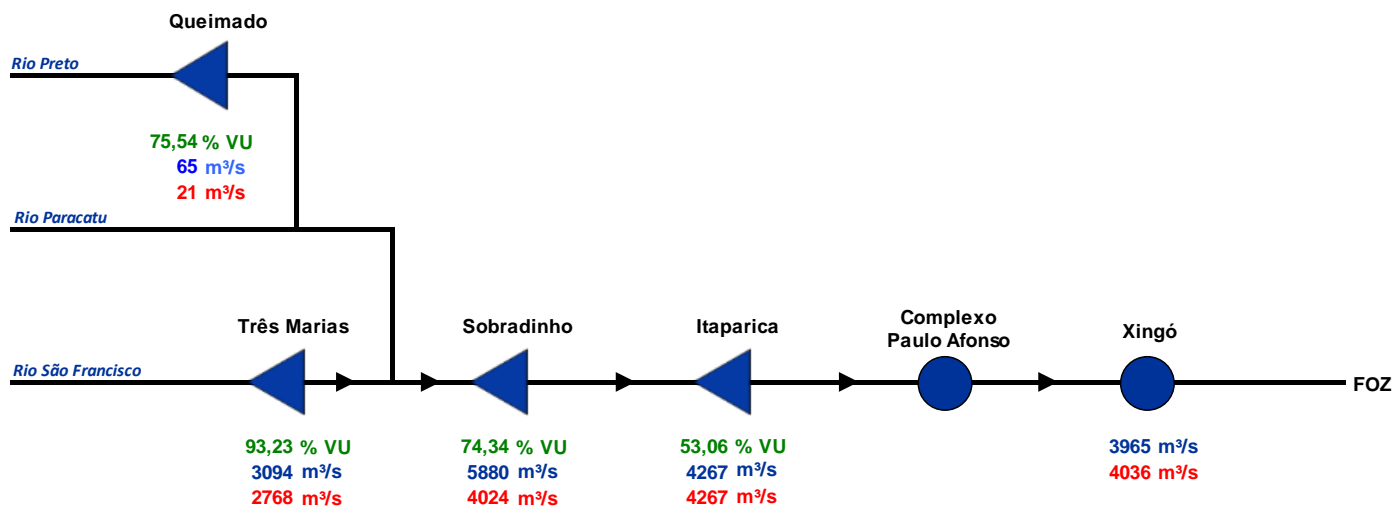 Queimado
Rio Preto
75,54 % VU
65 m³/s
21 m³/s
Rio Paracatu
Três Marias
Sobradinho
Itaparica
Complexo
Paulo Afonso
Xingó
Rio São Francisco
FOZ
93,23 % VU
3094 m³/s
2768 m³/s
74,34 % VU
5880 m³/s
4024 m³/s
53,06 % VU
4267 m³/s
4267 m³/s
3965 m³/s
4036 m³/s